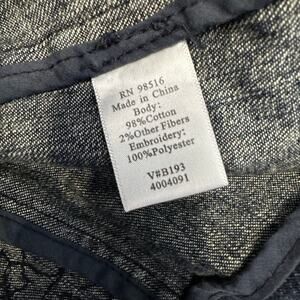 RN 98516
Made in China
Body:
98%Cotton
2%Other Fibers
Embroidery:
100%Polyester
V#B193
4004091